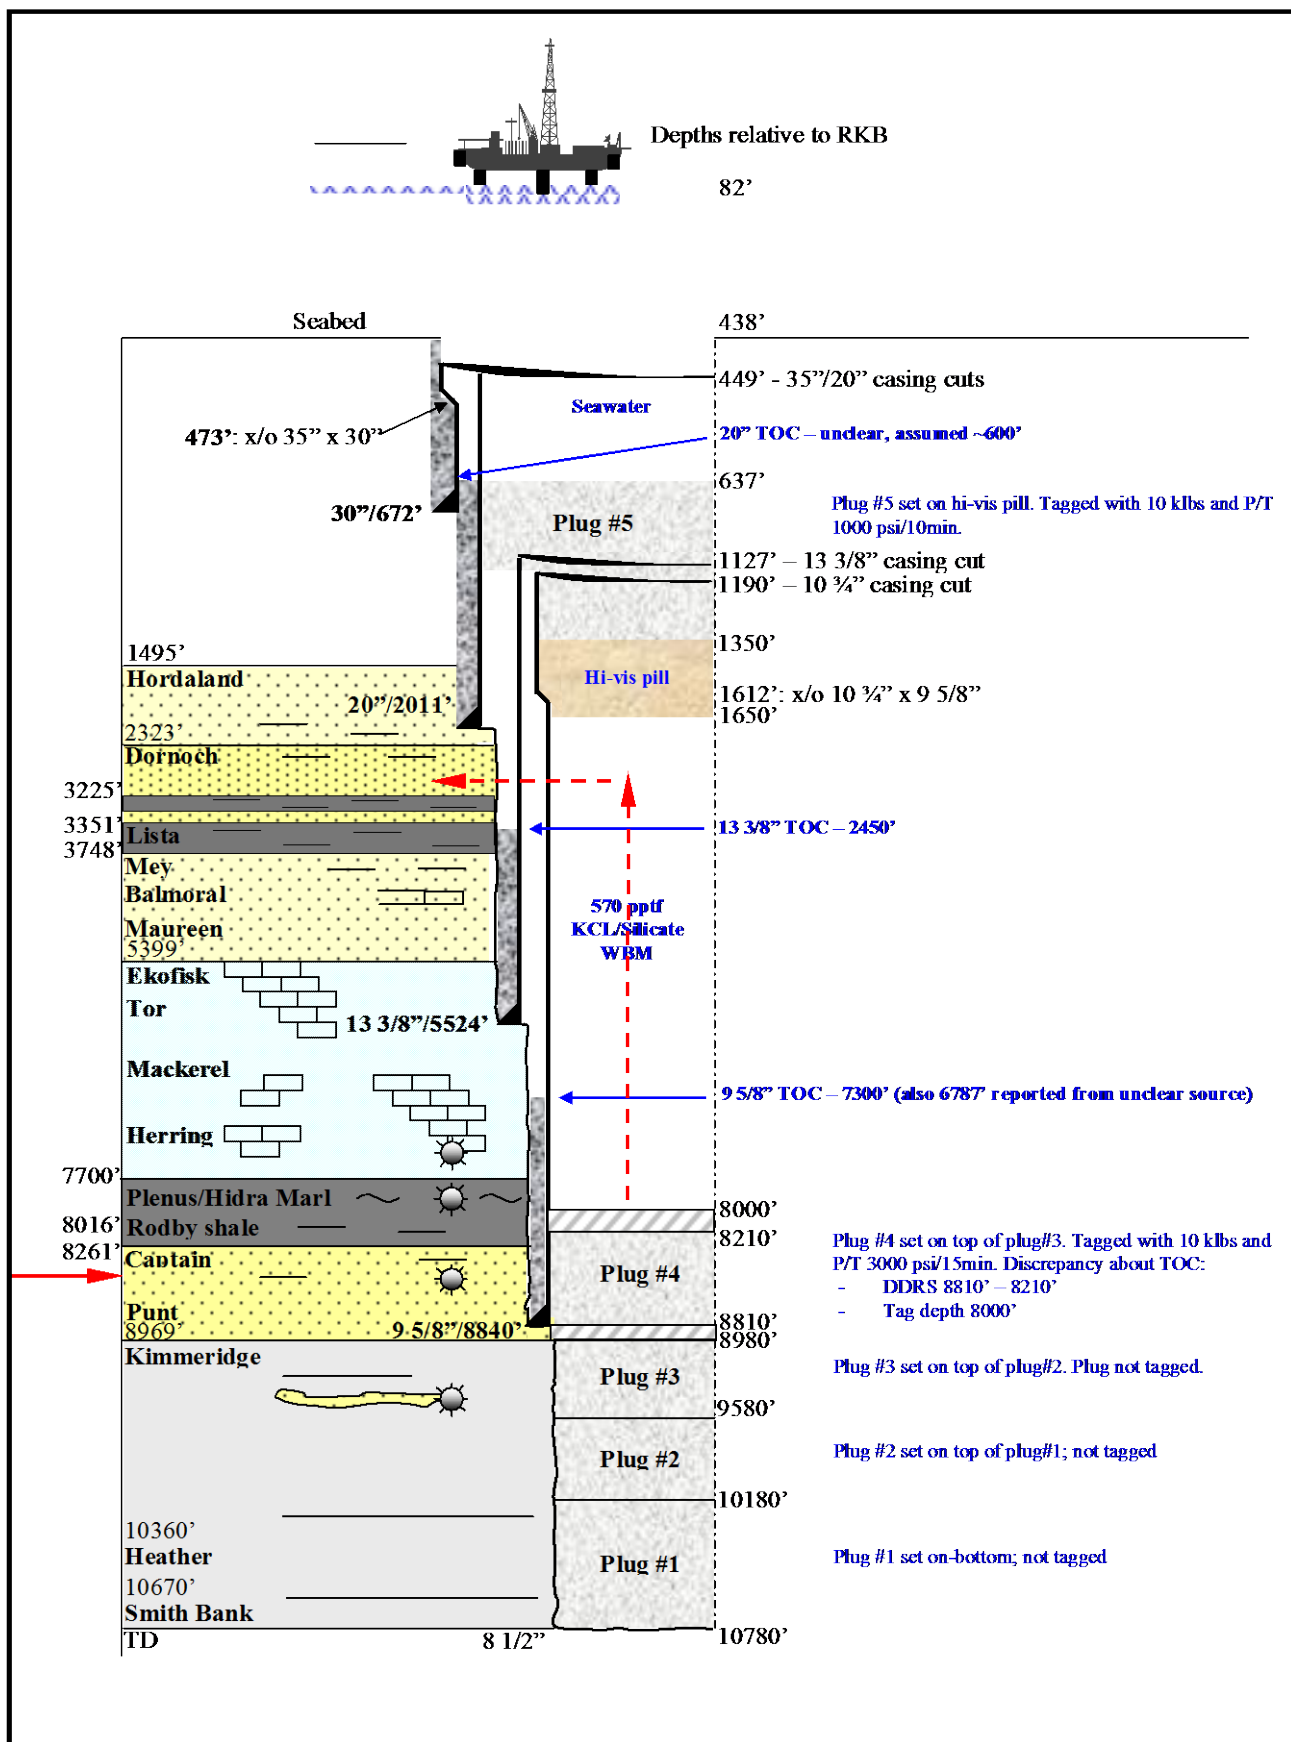 Depths relative to RKB
82’
Seabed
438’
449’ - 35”/20” casing cuts
Seawater
473’: x/o 35” x 30”
20” TOC – unclear, assumed ~600’
637’
Plug #5 set on hi-vis pill. Tagged with 10 klbs and P/T
1000 psi/10min.
30”/672’
Plug #5
1127’ – 13 3/8” casing cut
1190’ – 10 ¾” casing cut
1350’
1495’
Hordaland
Hi-vis pill
1612’: x/o 10 ¾” x 9 5/8”
20”/2011’
1650’
2323’
Dornoch
3225’
3351’
Lista
13 3/8” TOC – 2450’
3748’
Mey
Balmoral
570 pptf
KCL/Silicate
WBM
Maureen
5399’
Ekofisk
Tor
13 3/8”/5524’
Mackerel
9 5/8” TOC – 7300’ (also 6787’ reported from unclear source)
Herring
7700’
Plenus/Hidra Marl
8000’
8016’
Rodby shale
8210’
Plug #4 set on top of plug#3. Tagged with 10 klbs and
P/T 3000 psi/15min. Discrepancy about TOC:
- DDRS 8810’ – 8210’
- Tag depth 8000’
8261’
Captain
Plug #4
Punt
8810’
8969’
9 5/8”/8840’
8980’
Kimmeridge
Plug #3
Plug #3 set on top of plug#2. Plug not tagged.
9580’
Plug #2
Plug #2 set on top of plug#1; not tagged
10180’
10360’
Heather
Plug #1
Plug #1 set on-bottom; not tagged
10670’
Smith Bank
TD
8 1/2”
10780’